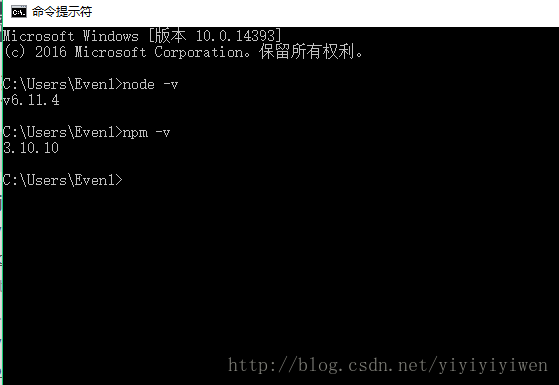 命令提示符
Microsoft Windows [版本 10.0.14393]
(c) 2016 Microsoft Corporation。保留所有权利。
C:\Users\Even1>node -v
v6.11.4
C:\Users\Even1>npm -v
3.10.10
C:\Users\Even1>
http://blog.csdn.net/yiyiyiyiwen